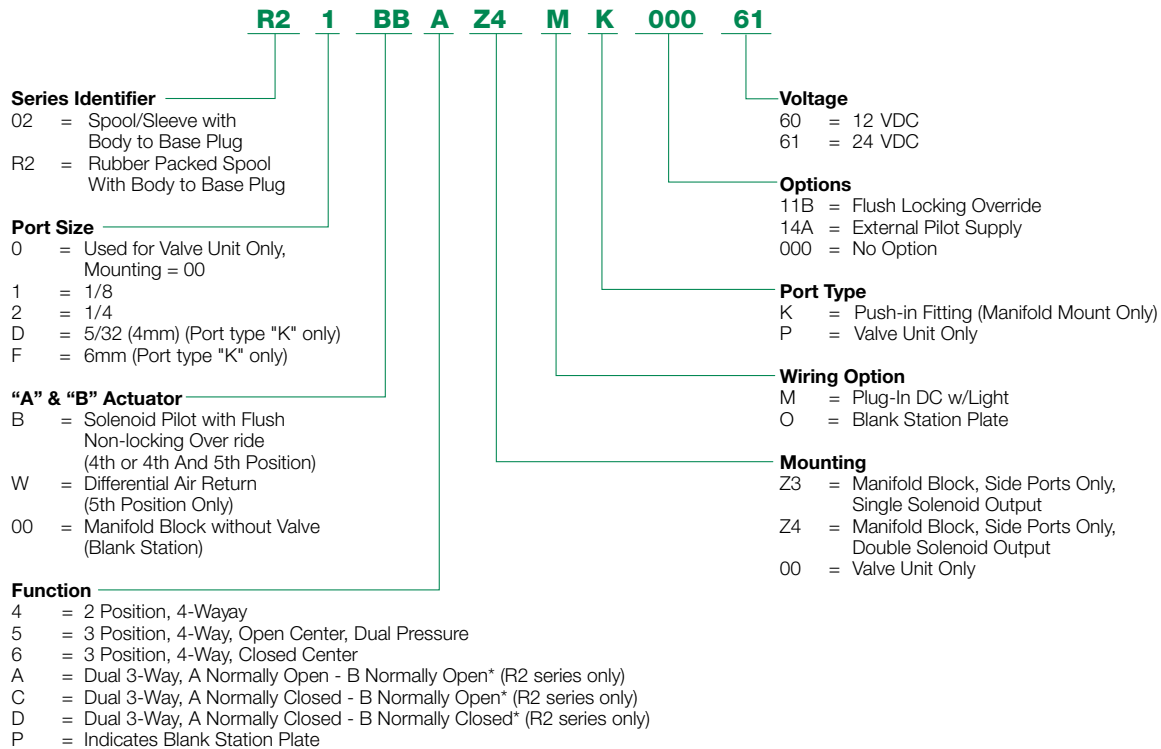 R2 1 BB A Z4 M K 000 61
Series Identifier
02 = Spool/Sleeve with
Body to Base Plug
R2 = Rubber Packed Spool
With Body to Base Plug
Port Size
0 = Used for Valve Unit Only,
Mounting = 00
1 = 1/8
2 = 1/4
D = 5/32 (4mm) (Port type "K" only)
F = 6mm (Port type "K" only)
“A” & “B” Actuator
B = Solenoid Pilot with Flush
Non-locking Over ride
(4th or 4th And 5th Position)
W = Differential Air Return
(5th Position Only)
00 = Manifold Block without Valve
(Blank Station)
Function
4 = 2 Position, 4-Wayay
5 = 3 Position, 4-Way, Open Center, Dual Pressure
6 = 3 Position, 4-Way, Closed Center
A = Dual 3-Way, A Normally Open - B Normally Open* (R2 series only)
C = Dual 3-Way, A Normally Closed - B Normally Open* (R2 series only)
D = Dual 3-Way, A Normally Closed - B Normally Closed* (R2 series only)
P = Indicates Blank Station Plate
Voltage
60 = 12 VDC
61 = 24 VDC
Options
11B = Flush Locking Override
14A = External Pilot Supply
000 = No Option
Port Type
K = Push-in Fitting (Manifold Mount Only)
P = Valve Unit Only
Wiring Option
M = Plug-In DC w/Light
O = Blank Station Plate
Mounting
Z3 = Manifold Block, Side Ports Only,
Single Solenoid Output
Z4 = Manifold Block, Side Ports Only,
Double Solenoid Output
00 = Valve Unit Only